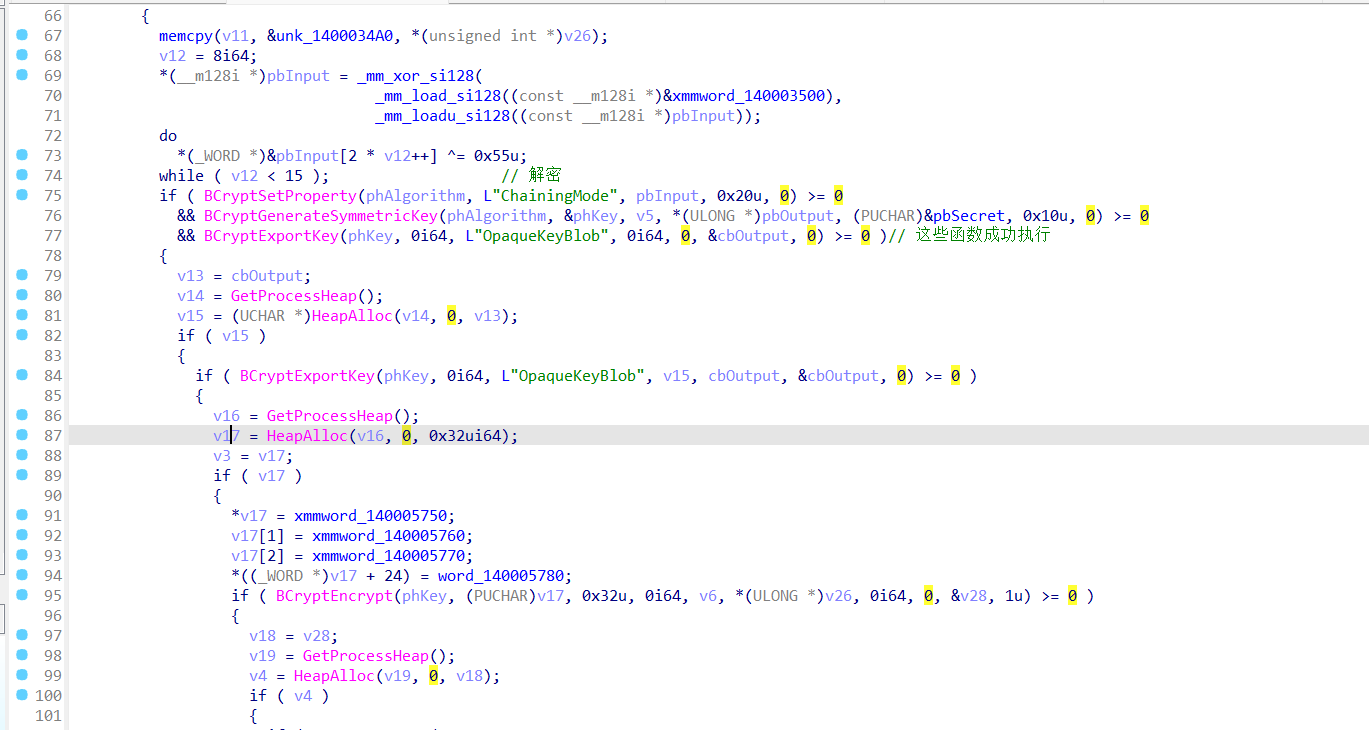 66 {
67 memcpy(v11, &unk_1400034A0, *(unsigned int *)v26);
68 v12 = 8i64;
69 *(__m128i *)pbInput = _mm_xor_si128(
70 _mm_load_si128((const __m128i *)&xmmword_140003500),
71 _mm_loadu_si128((const __m128i *)pbInput));
72 do
73 *(_WORD *)&pbInput[2 * v12++] ^= 0x55u;
74 while ( v12 < 15 ); // 解密
75 if ( BCryptSetProperty(phAlgorithm, L"ChainingMode", pbInput, 0x20u, 0) >= 0
76 && BCryptGenerateSymmetricKey(phAlgorithm, &phKey, v5, *(ULONG *)pbOutput, (PUCHAR)&pbSecret, 0x10u, 0) >= 0
77 && BCryptExportKey(phKey, 0i64, L"OpaqueKeyBlob", 0i64, 0, &cbOutput, 0) >= 0 )// 这些函数成功执行
78 {
79 v13 = cbOutput;
80 v14 = GetProcessHeap();
81 v15 = (UCHAR *)HeapAlloc(v14, 0, v13);
82 if ( v15 )
83 {
84 if ( BCryptExportKey(phKey, 0i64, L"OpaqueKeyBlob", v15, cbOutput, &cbOutput, 0) >= 0 )
85 {
86 v16 = GetProcessHeap();
87 v17 = HeapAlloc(v16, 0, 0x32ui64);
88 v3 = v17;
89 if ( v17 )
90 {
91 *v17 = xmmword_140005750;
92 v17[1] = xmmword_140005760;
93 v17[2] = xmmword_140005770;
94 *((_WORD *)v17 + 24) = word_140005780;
95 if ( BCryptEncrypt(phKey, (PUCHAR)v17, 0x32u, 0i64, v6, *(ULONG *)v26, 0i64, 0, &v28, 1u) >= 0 )
96 {
97 v18 = v28;
98 v19 = GetProcessHeap();
99 v4 = HeapAlloc(v19, 0, v18);
100 if ( v4 )
101 {